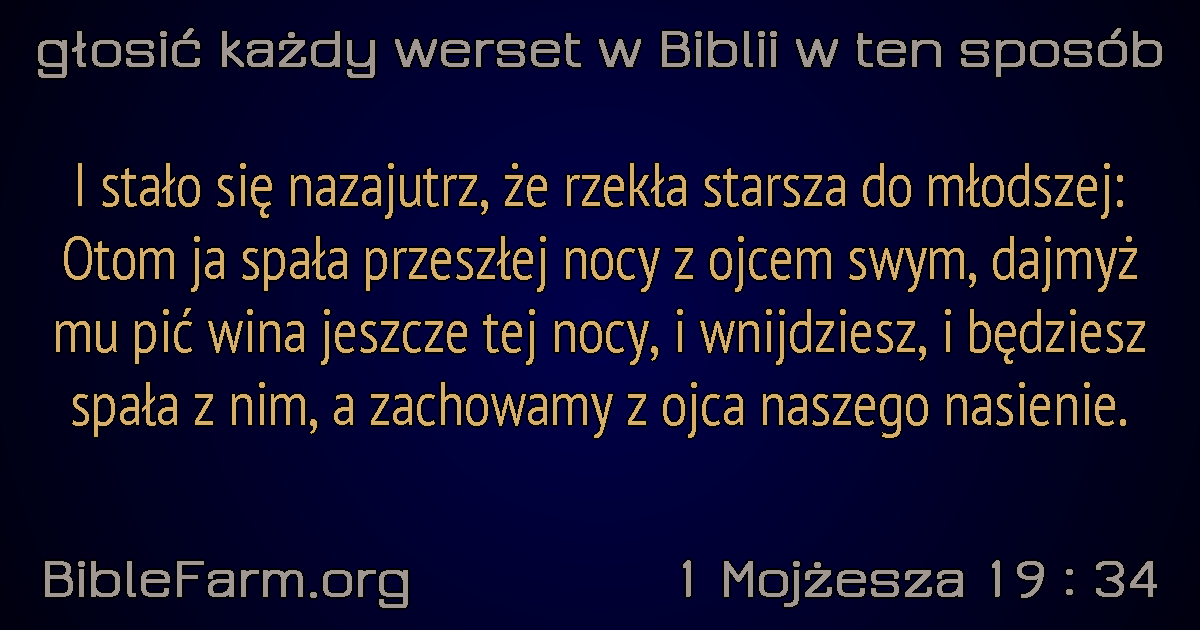 głosić każdy werset w Biblii w ten sposób
I stało się nazajutrz, że rzekła starsza do młodszej:
Otom ja spała przeszłej nocy z ojcem swym, dajmyż
mu pić wina jeszcze tej nocy, i wnijdziesz, i będziesz
spała z nim, a zachowamy z ojca naszego nasienie.
BibleFarm.org
1 Mojżesza 19 : 34